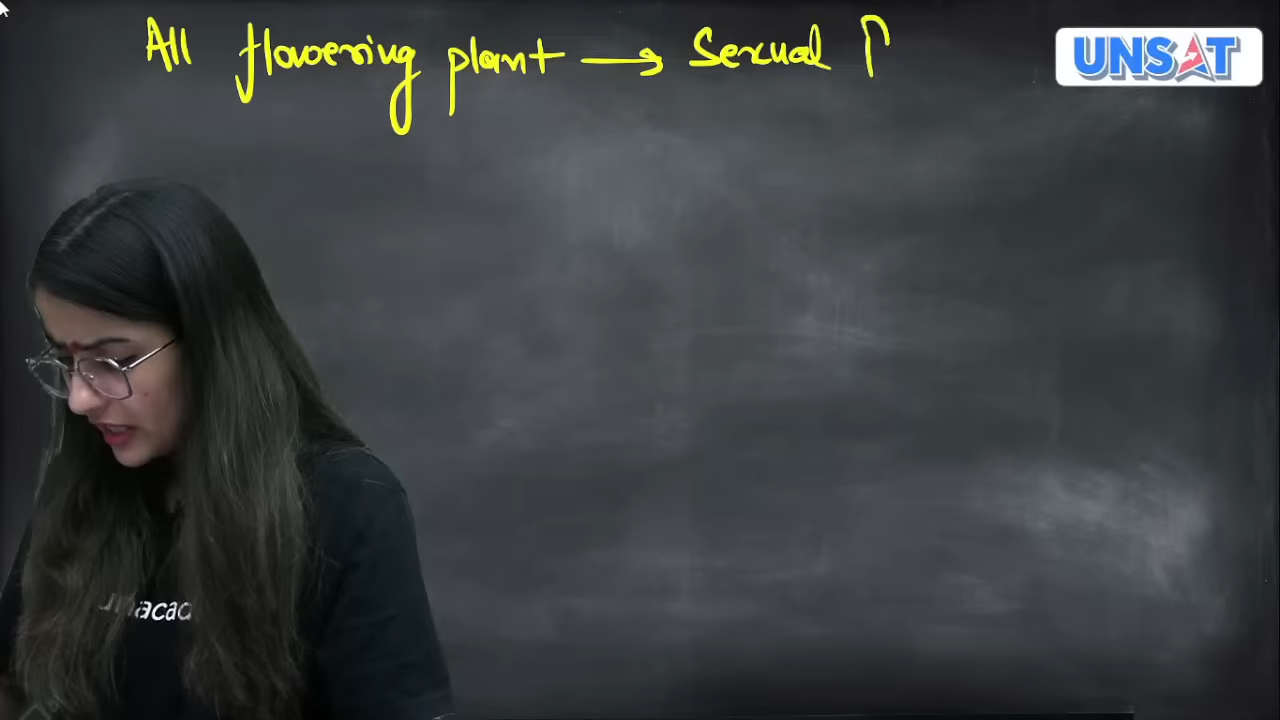 All flowering plant → Sexual
UNSAT